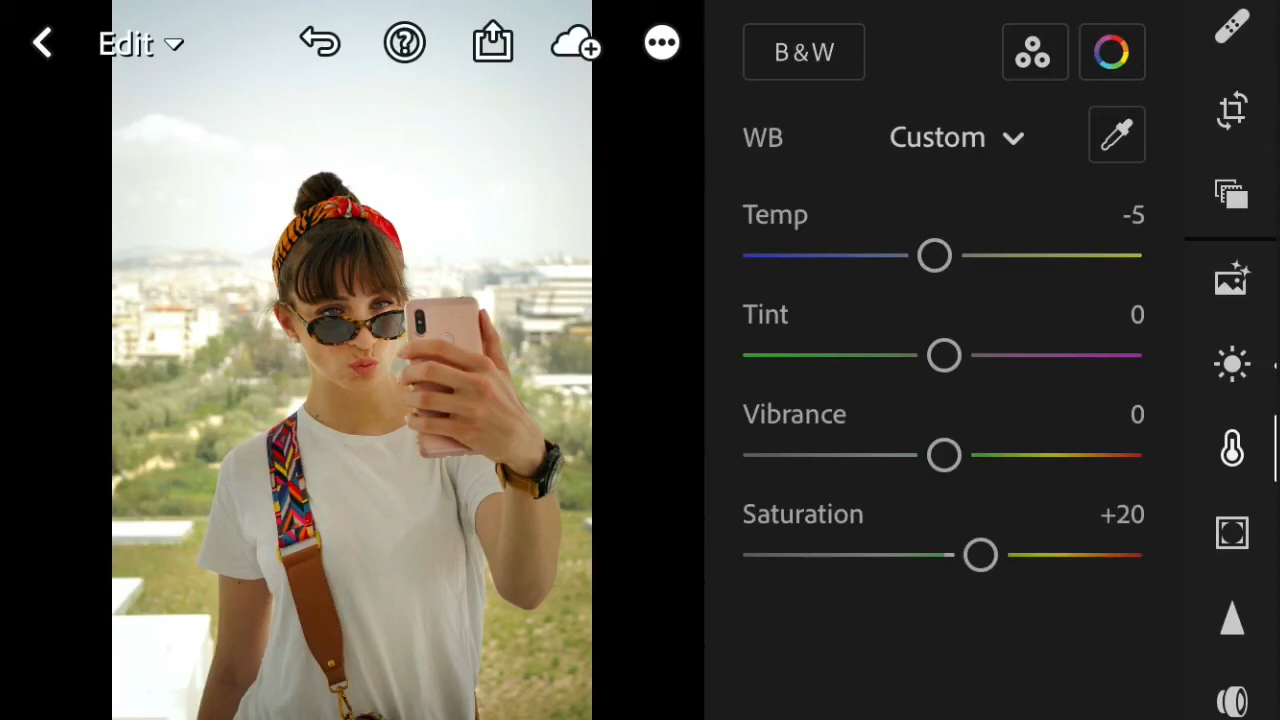 Edit
B&W
WB Custom
Temp -5
Tint 0
Vibrance 0
Saturation +20